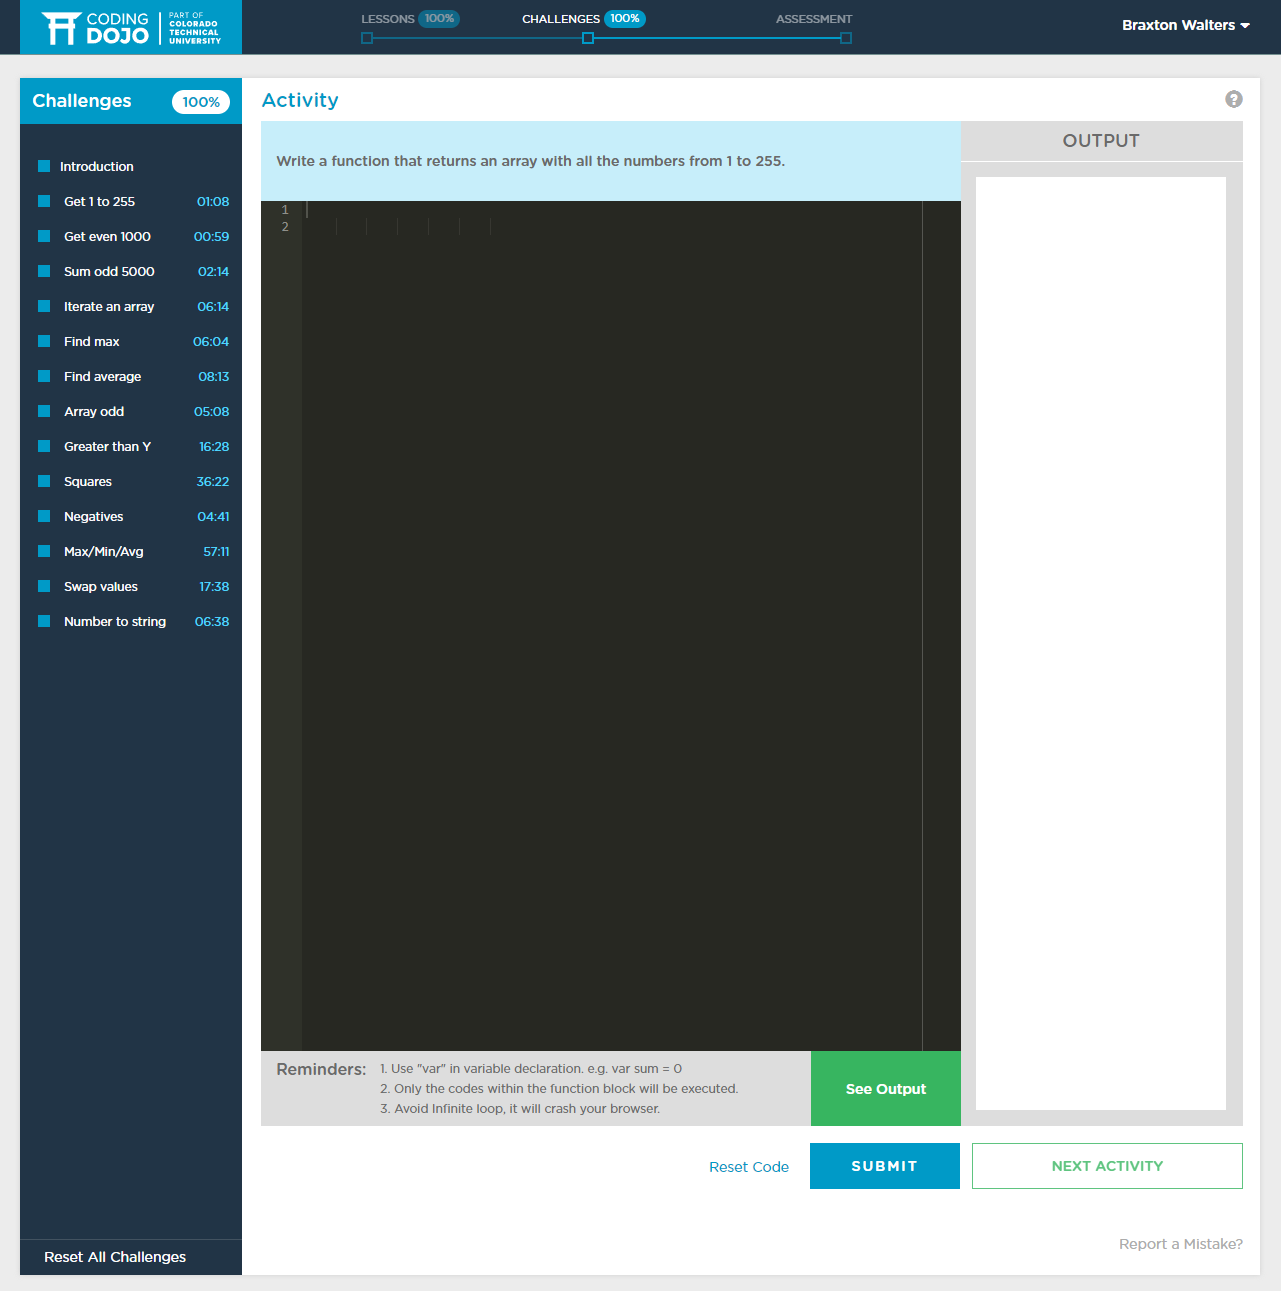 CODING DOJO
PART OF COLORADO TECHNICAL UNIVERSITY
LESSONS 100%
CHALLENGES 100%
ASSESSMENT
Braxton Walters
Challenges 100%
Introduction
Get 1 to 255 01:08
Get even 1000 00:59
Sum odd 5000 02:14
Iterate an array 06:14
Find max 06:04
Find average 08:13
Array odd 05:08
Greater than Y 16:28
Squares 36:22
Negatives 04:41
Max/Min/Avg 57:11
Swap values 17:38
Number to string 06:38
Reset All Challenges
Activity
?
Write a function that returns an array with all the numbers from 1 to 255.
1
2
OUTPUT
Reminders:
1. Use "var" in variable declaration. e.g. var sum = 0
2. Only the codes within the function block will be executed.
3. Avoid Infinite loop, it will crash your browser.
See Output
Reset Code
SUBMIT
NEXT ACTIVITY
Report a Mistake?